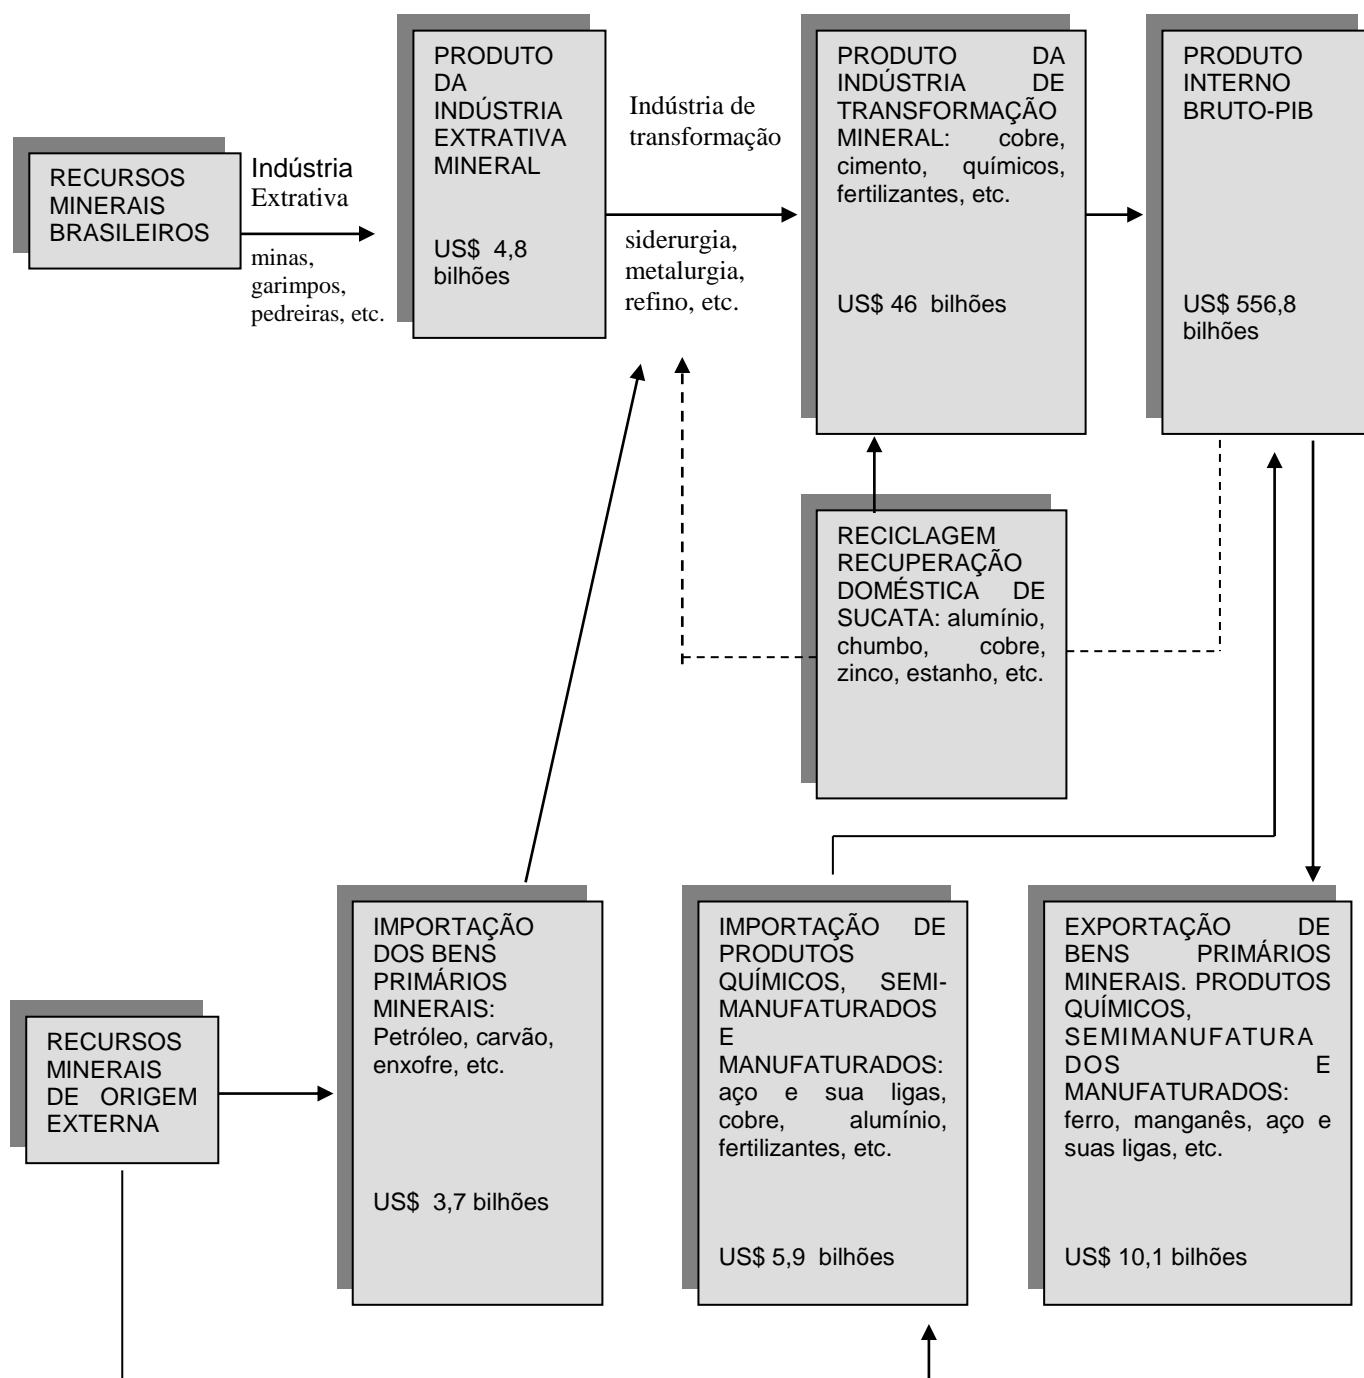 RECURSOS
MINERAIS
BRASILEIROS
Indústria
Extrativa
minas,
garimpos,
pedreiras, etc.
PRODUTO
DA
INDÚSTRIA
EXTRATIVA
MINERAL
US$ 4,8
bilhões
Indústria de
transformação
siderurgia,
metalurgia,
refino, etc.
PRODUTO DA
INDÚSTRIA DE
TRANSFORMAÇÃO
MINERAL: cobre,
cimento, químicos,
fertilizantes, etc.
US$ 46 bilhões
PRODUTO
INTERNO
BRUTO-PIB
US$ 556,8
bilhões
RECICLAGEM
RECUPERAÇÃO
DOMÉSTICA DE
SUCATA: alumínio,
chumbo, cobre,
zinco, estanho, etc.
RECURSOS
MINERAIS
DE ORIGEM
EXTERNA
IMPORTAÇÃO
DOS BENS
PRIMÁRIOS
MINERAIS:
Petróleo, carvão,
enxofre, etc.
US$ 3,7 bilhões
IMPORTAÇÃO DE
PRODUTOS
QUÍMICOS, SEMI-
MANUFATURADOS
E
MANUFATURADOS:
aço e sua ligas,
cobre, alumínio,
fertilizantes, etc.
US$ 5,9 bilhões
EXPORTAÇÃO DE
BENS PRIMÁRIOS
MINERAIS. PRODUTOS
QUÍMICOS,
SEMIMANUFATURA
DOS E
MANUFATURADOS:
ferro, manganês, aço e
suas ligas, etc.
US$ 10,1 bilhões